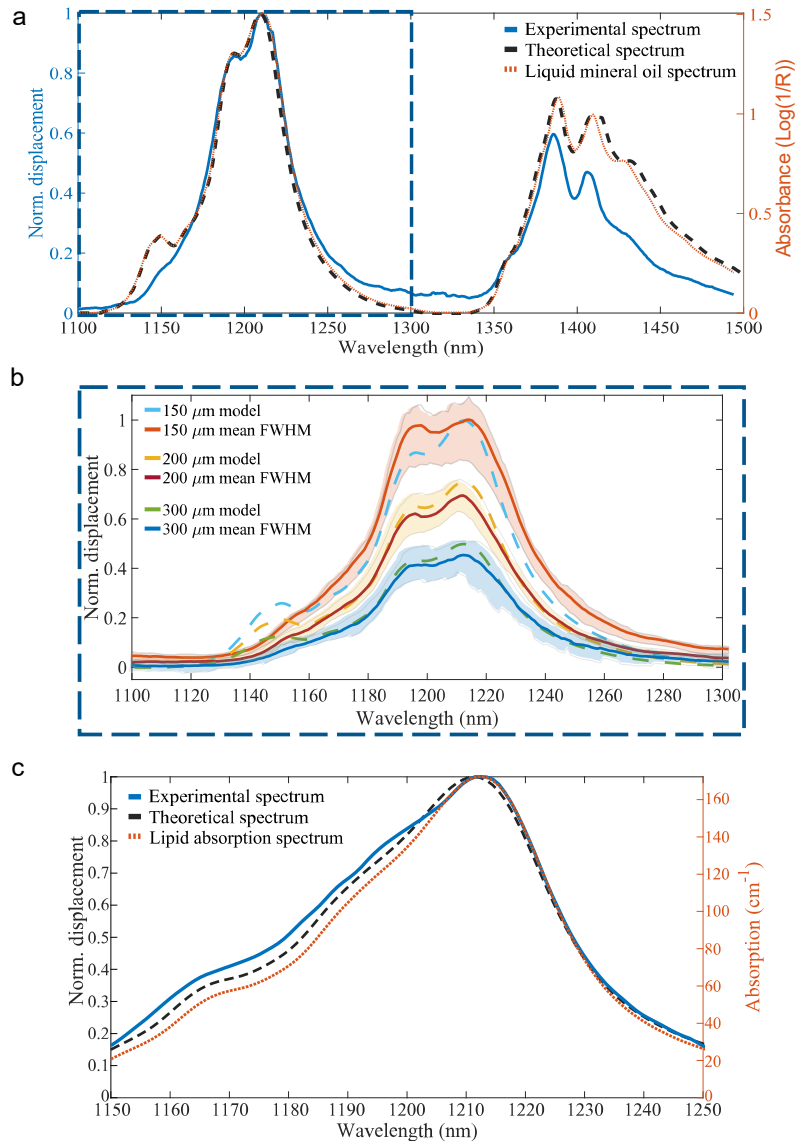 a
Experimental spectrum
Theoretical spectrum
Liquid mineral oil spectrum
Norm. displacement
0
0.2
0.4
0.6
0.8
1
Absorbance (Log(1/R)
0
0.5
1
1.5
1100 1150 1200 1250 1300 1350 1400 1450 1500
Wavelength (nm)
b
150 μm model
150 μm mean FWHM
200 μm model
200 μm mean FWHM
300 μm model
300 μm mean FWHM
Norm. displacement
0
0.2
0.4
0.6
0.8
1
1100 1120 1140 1160 1180 1200 1220 1240 1260 1280 1300
Wavelength (nm)
c
Experimental spectrum
Theoretical spectrum
Lipid absorption spectrum
Norm. displacement
0
0.1
0.2
0.3
0.4
0.5
0.6
0.7
0.8
0.9
1
Absorption (cm⁻¹)
0
20
40
60
80
100
120
140
160
1150 1160 1170 1180 1190 1200 1210 1220 1230 1240 1250
Wavelength (nm)